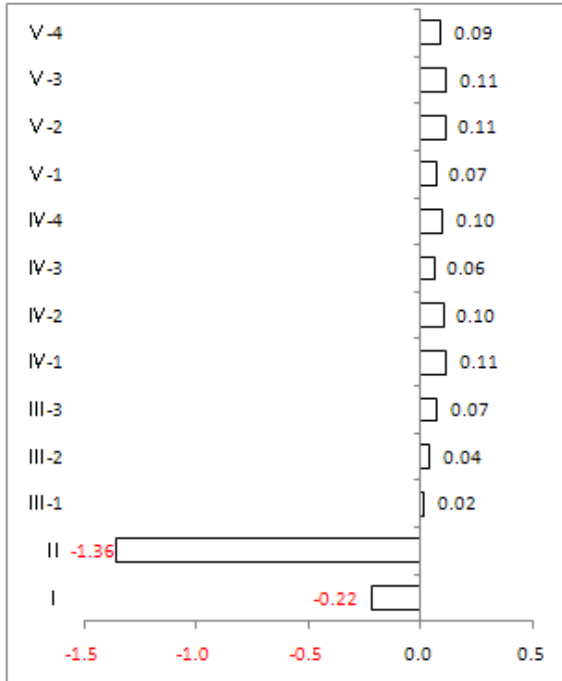 V-4 0.09
V-3 0.11
V-2 0.11
V-1 0.07
IV-4 0.10
IV-3 0.06
IV-2 0.10
IV-1 0.11
III-3 0.07
III-2 0.04
III-1 0.02
II -1.36
I -0.22
-1.5 -1.0 -0.5 0.0 0.5